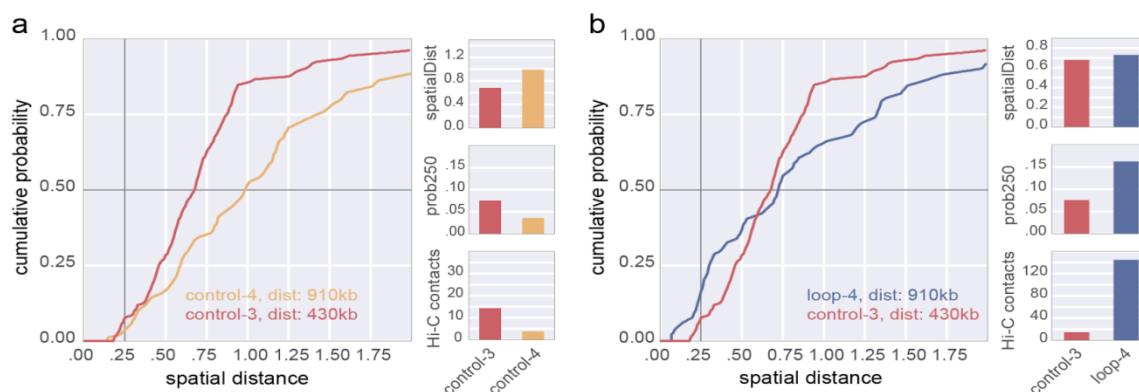 a
1.00
0.75
0.50
0.25
0.00
cumulative probability
.00 .25 .50 .75 1.00 1.25 1.50 1.75
spatial distance
control-4, dist: 910kb
control-3, dist: 430kb
spatialDist
1.2
0.8
0.4
0.0
prob250
.15
.10
.05
0.0
Hi-C contacts
30
20
10
0
control-3
control-4
b
1.00
0.75
0.50
0.25
0.00
cumulative probability
.00 .25 .50 .75 1.00 1.25 1.50 1.75
spatial distance
loop-4, dist: 910kb
control-3, dist: 430kb
spatialDist
0.8
0.6
0.4
0.2
0.0
prob250
.15
.10
.05
0.0
Hi-C contacts
120
80
40
0
control-3
loop-4